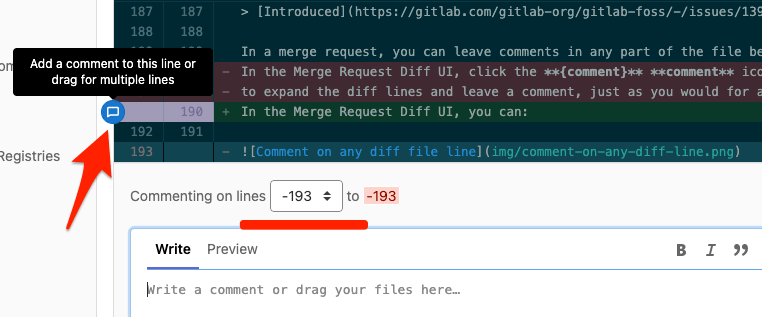 187 187 > [Introduced](https://gitlab.com/gitlab-org/gitlab-foss/-/issues/139
188 188
In a merge request, you can leave comments in any part of the file be
Add a comment to this line or
drag for multiple lines
- In the Merge Request Diff UI, click the **{comment}** **comment** ico
- to expand the diff lines and leave a comment, just as you would for a
190 + In the Merge Request Diff UI, you can:
192 191
Registries
193 - ![Comment on any diff file line](img/comment-on-any-diff-line.png)
Commenting on lines -193 to -193
Write Preview B I
Write a comment or drag your files here…